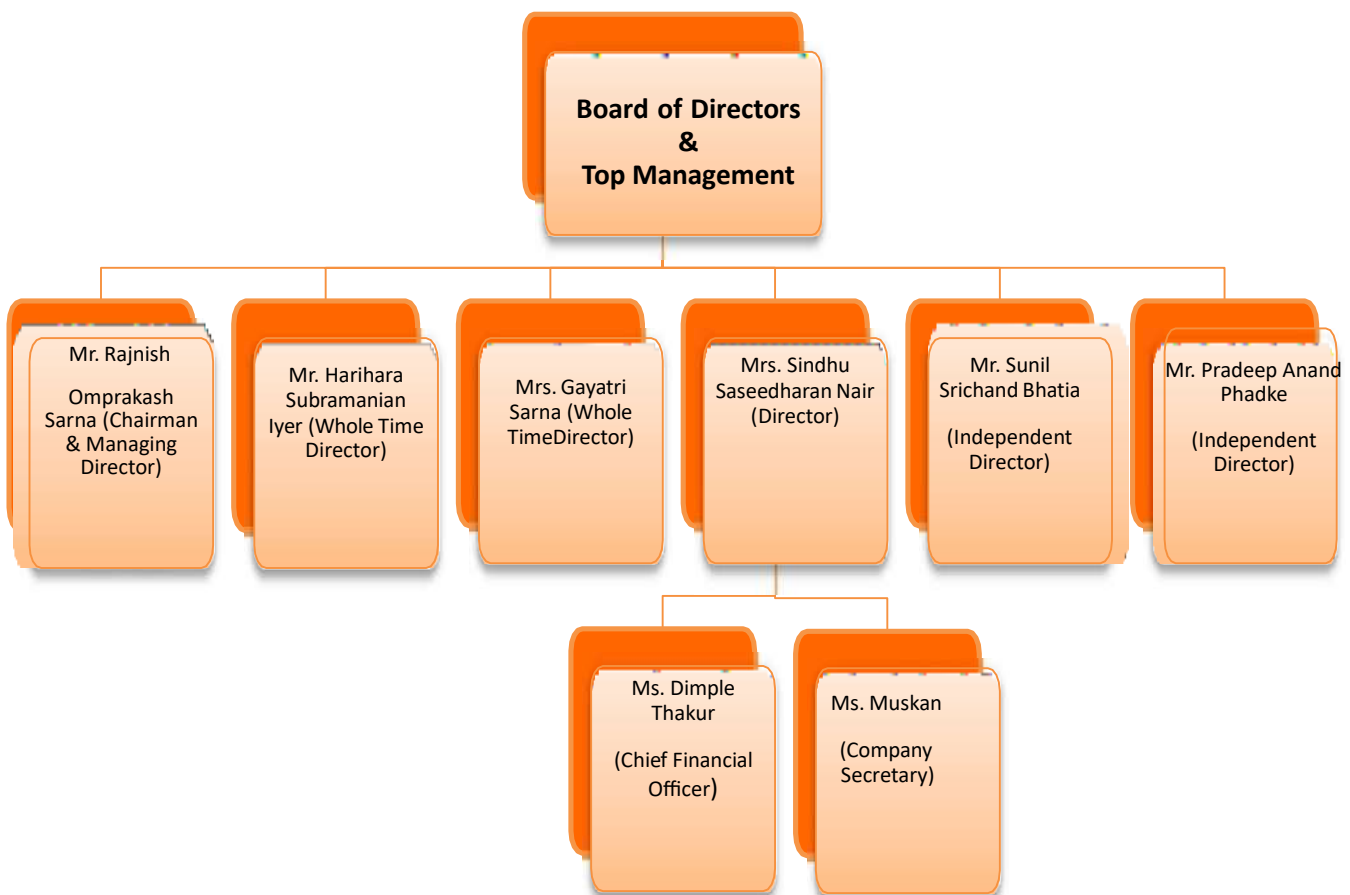 Board of Directors
&
Top Management
Mr. Rajnish
Omprakash
Sarna (Chairman
& Managing
Director)
Mr. Harihara
Subramanian
Iyer (Whole Time
Director)
Mrs. Gayatri
Sarna (Whole
TimeDirector)
Mrs. Sindhu
Saseedharan Nair
(Director)
Mr. Sunil
Srichand Bhatia
(Independent
Director)
Mr. Pradeep Anand
Phadke
(Independent
Director)
Ms. Dimple
Thakur
(Chief Financial
Officer)
Ms. Muskan
(Company
Secretary)